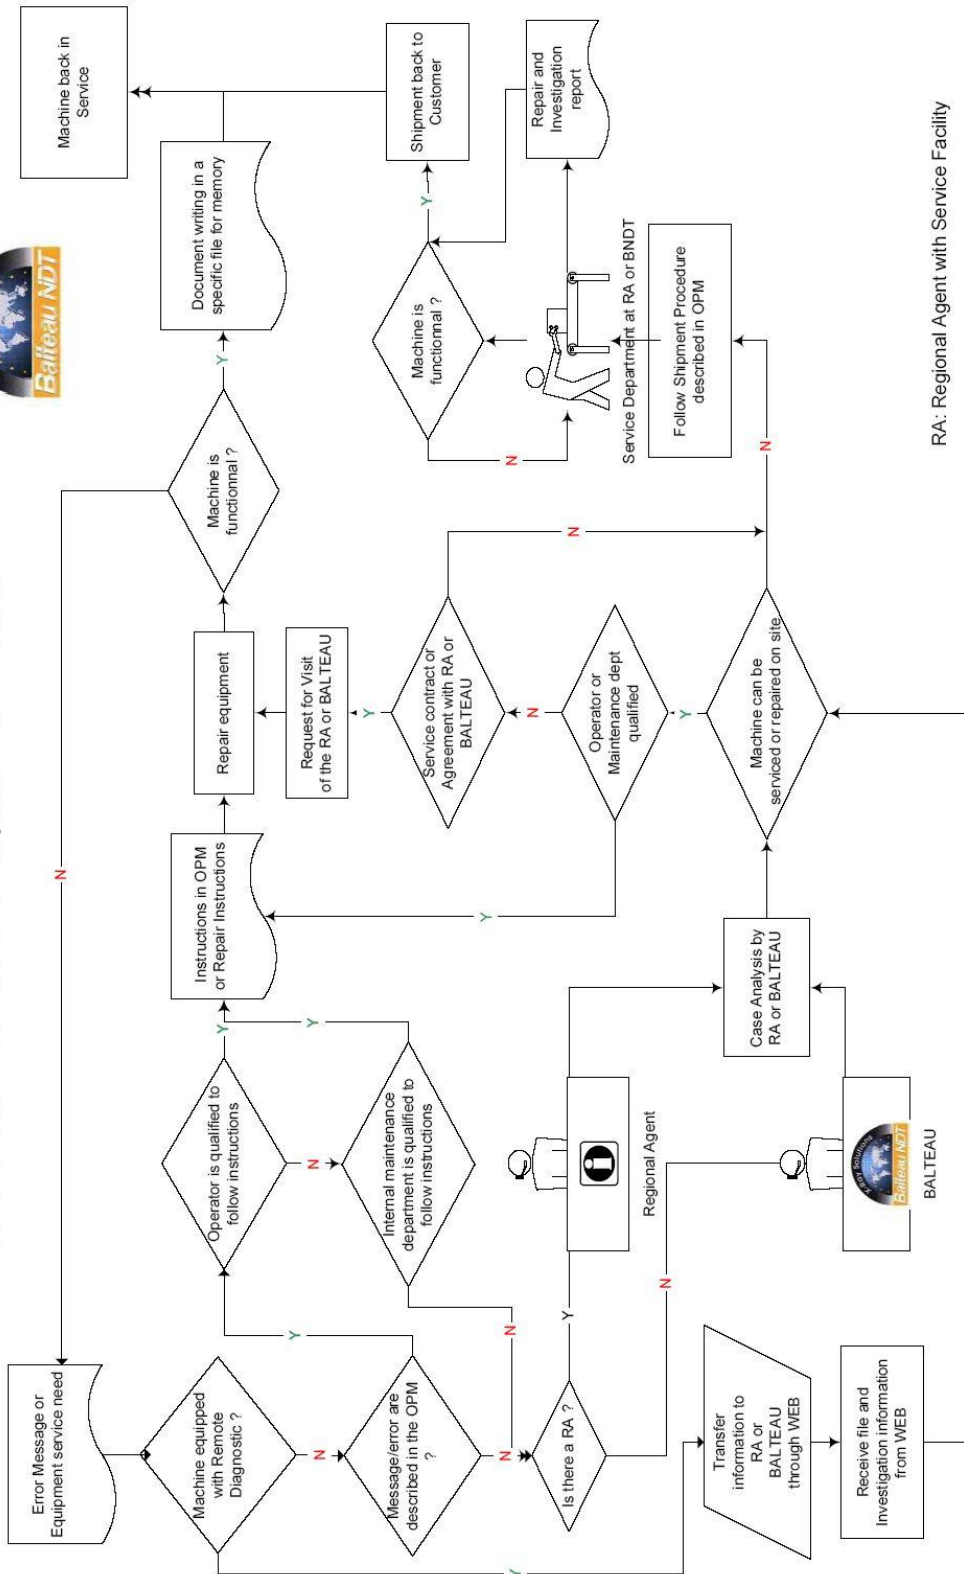 Balteau NDT
Error Message or
Equipment service need
Machine equipped
with Remote
Diagnostic ?
N
Message/error are
described in the OPM
?
N
Is there a RA ?
Y
Operator is qualified to
follow instructions
N
Internal maintenance
department is qualified to
follow instructions
Y
Y
N
Y
N
Y
Transfer
information to
RA or
BALTEAU
through WEB
Receive file and
Investigation information
from WEB
Regional Agent
X-Ray Solutions
Balteau NDT
BALTEAU
Case Analysis by
RA or BALTEAU
Machine can be
serviced or repaired on site
Y
N
Operator or
Maintenance dept
qualified
Y
N
Service contract or
Agreement with RA or
BALTEAU
Y
N
Request for Visit
of the RA or BALTEAU
Instructions in OPM
or Repair Instructions
Repair equipment
Machine is
functionnal ?
N
Y
Document writing in a
specific file for memory
Machine back in
Service
Follow Shipment Procedure
described in OPM
Service Department at RA or BNDT
Machine is
functionnal ?
N
Y
Shipment back to
Customer
Repair and
Investigation
report
RA: Regional Agent with Service Facility